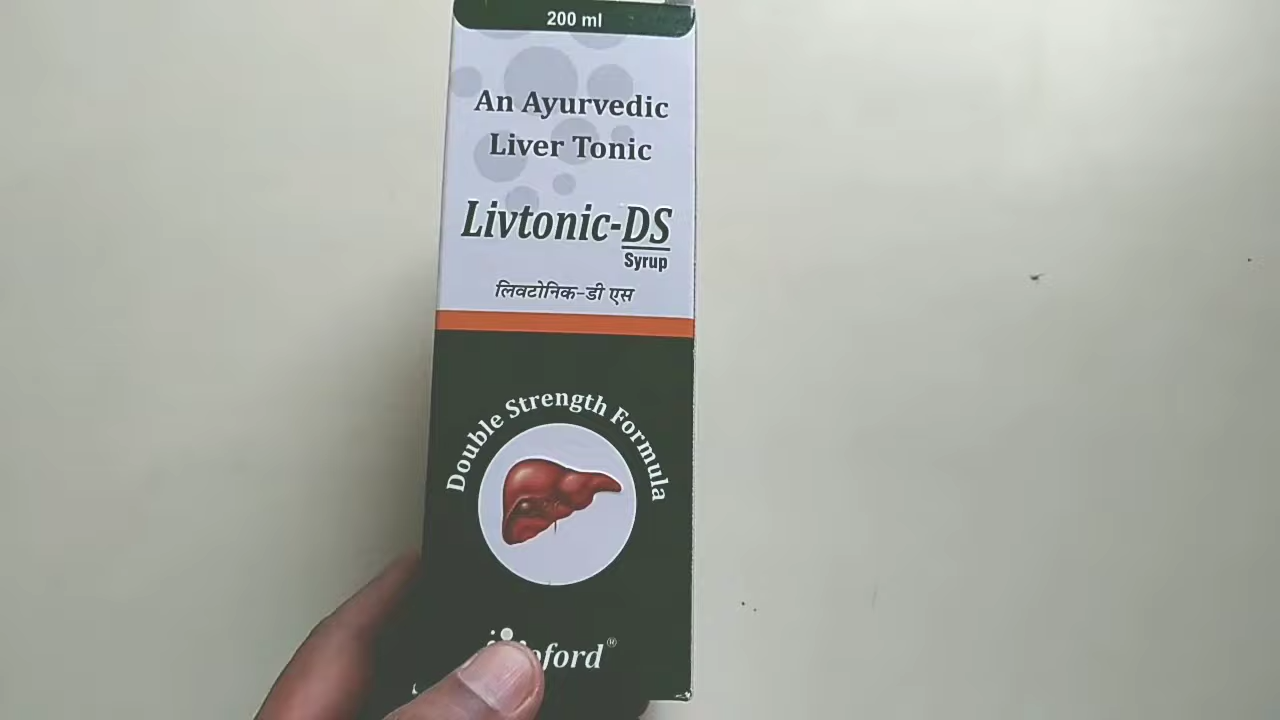 200 ml
An Ayurvedic
Liver Tonic
Livtonic-DS
Syrup
लिवटोनिक-डी एस
Double Strength Formula